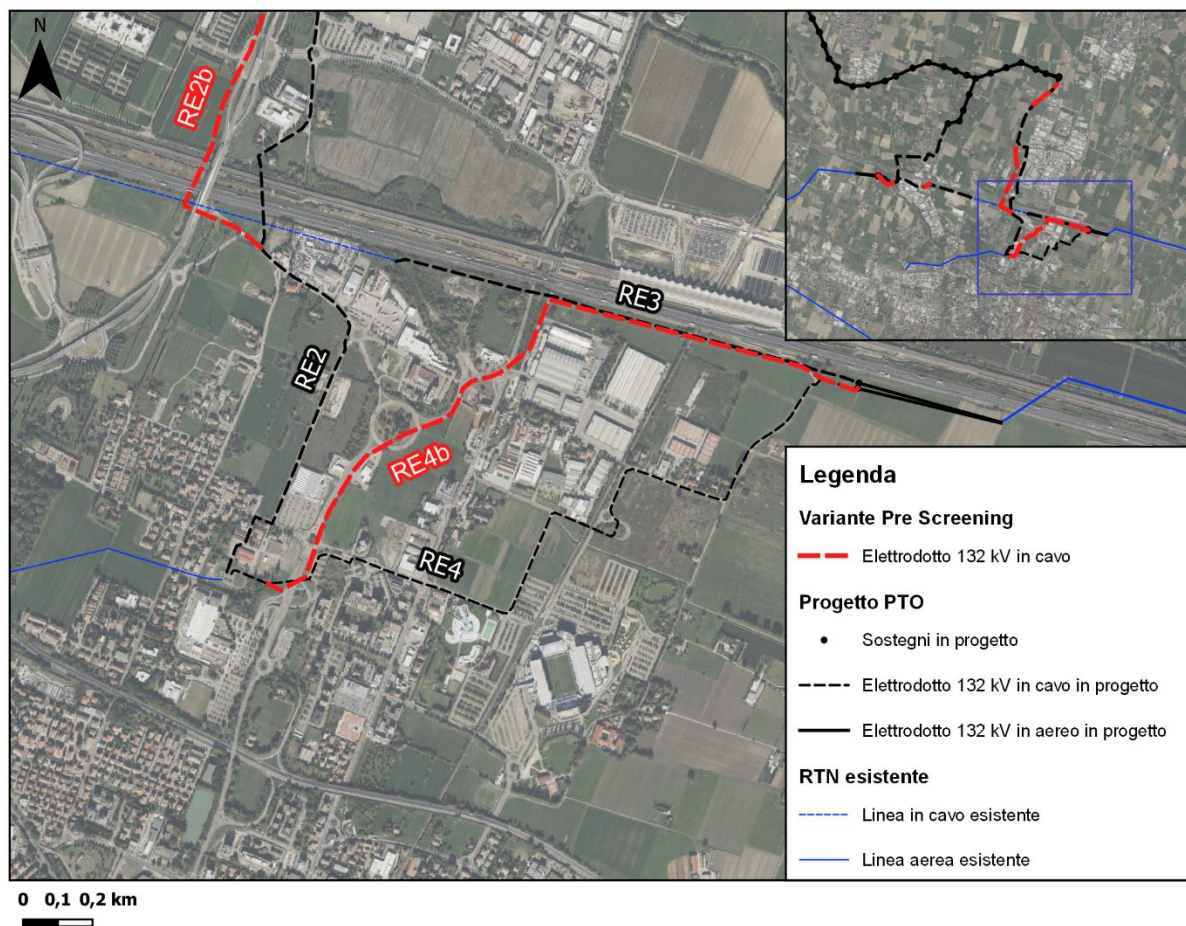 N
RE2b
RE3
RE2
RE4b
RE4
Legenda
Variante Pre Screening
Elettrodotto 132 kV in cavo
Progetto PTO
Sostegni in progetto
Elettrodotto 132 kV in cavo in progetto
Elettrodotto 132 kV in aereo in progetto
RTN esistente
Linea in cavo esistente
Linea aerea esistente
0 0,1 0,2 km